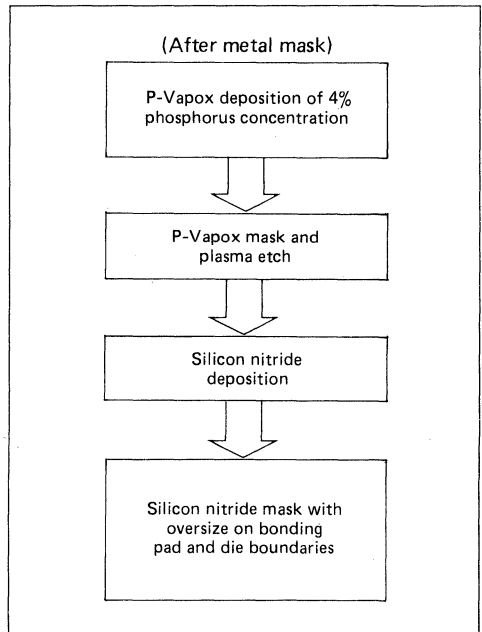 (After metal mask)
P-Vapox deposition of 4%
phosphorus concentration
P-Vapox mask and
plasma etch
Silicon nitride
deposition
Silicon nitride mask with
oversize on bonding
pad and die boundaries